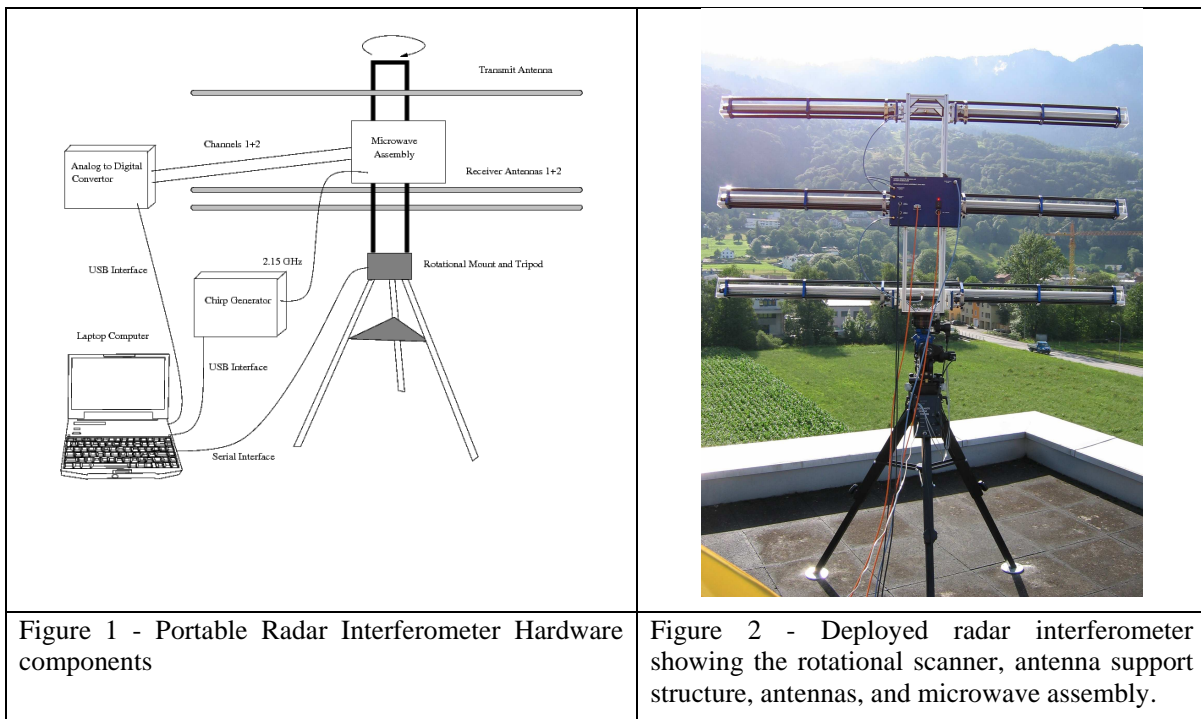 Transmit Antenna
Channels 1+2
Microwave
Assembly
Analog to Digital
Convertor
Receiver Antennas 1+2
USB Interface
2.15 GHz
Rotational Mount and Tripod
Chirp Generator
Laptop Computer
USB Interface
Serial Interface
Figure 1 - Portable Radar Interferometer Hardware
components
Figure 2 - Deployed radar interferometer
showing the rotational scanner, antenna support
structure, antennas, and microwave assembly.